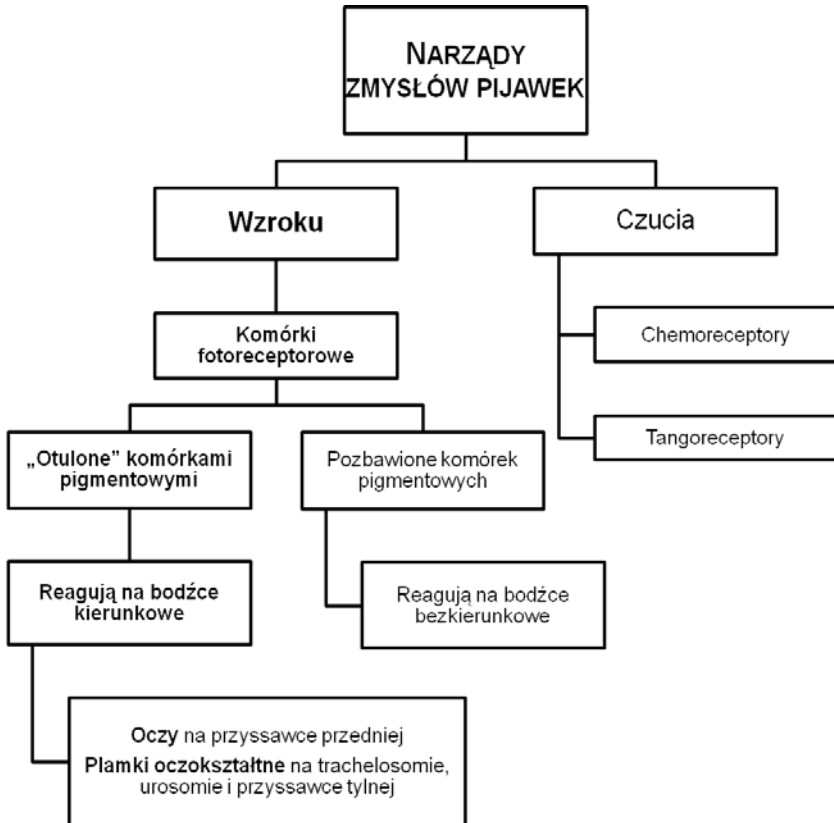 NARZĄDY
ZMYSŁÓW PIJAWEK
Wzroku
Czucia
Komórki
fotoreceptorowe
Chemoreceptory
Tangoreceptory
„Otulone” komórkami
pigmentowymi
Pozbawione komórek
pigmentowych
Reagują na bodźce
kierunkowe
Reagują na bodźce
bezkierunkowe
Oczy na przyssawce przedniej
Plamki oczokształtne na trachelosomie,
urosomie i przyssawce tylnej